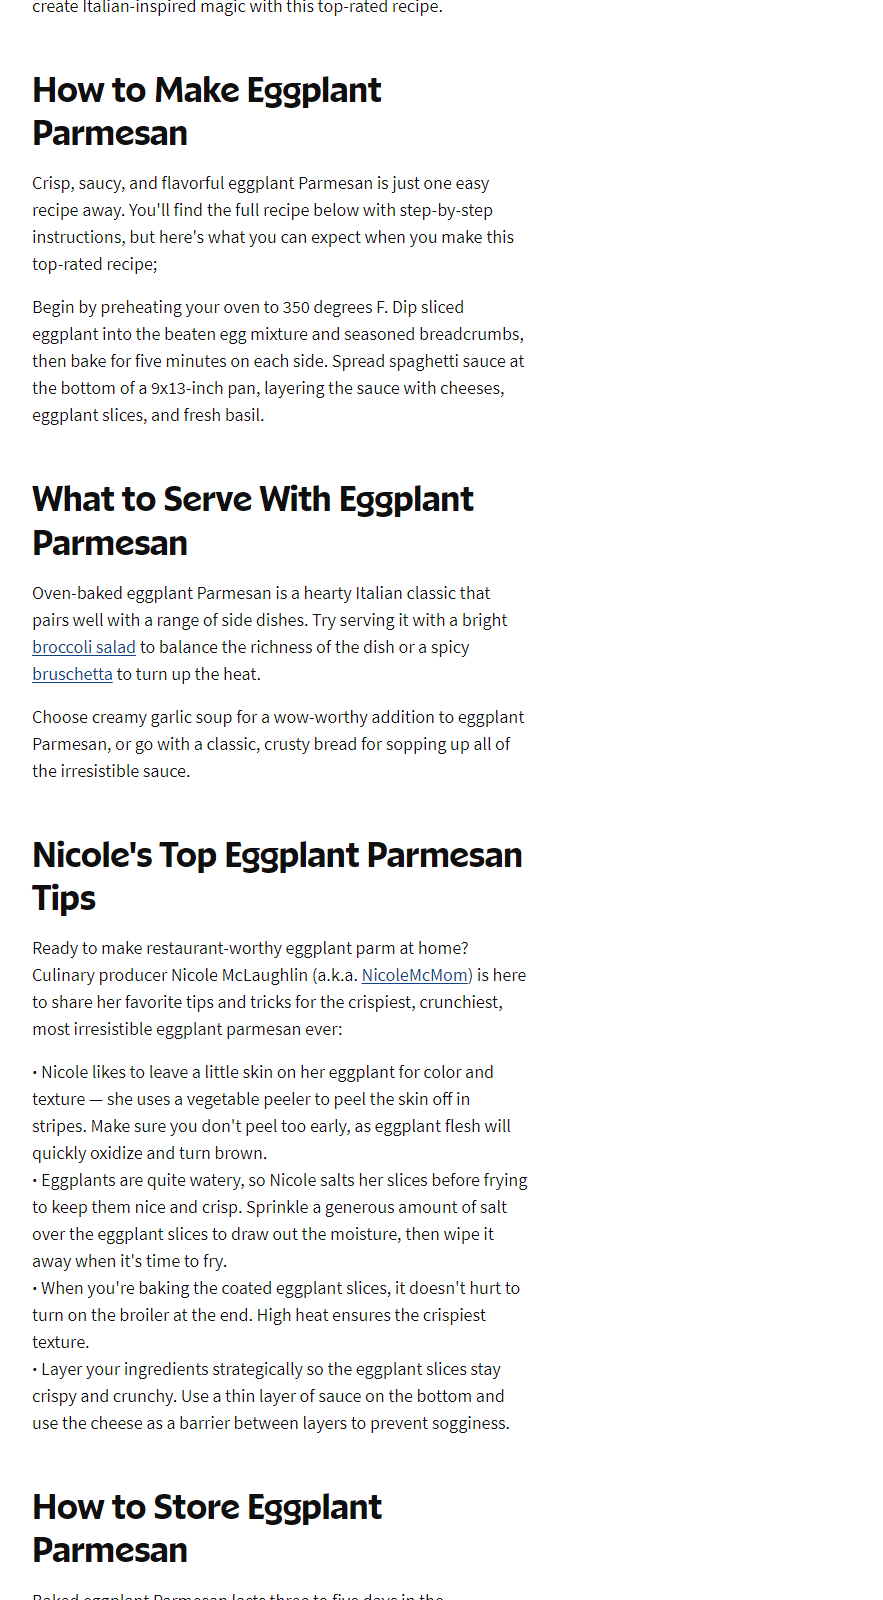 create Italian-inspired magic with this top-rated recipe.
How to Make Eggplant
Parmesan
Crisp, saucy, and flavorful eggplant Parmesan is just one easy
recipe away. You'll find the full recipe below with step-by-step
instructions, but here's what you can expect when you make this
top-rated recipe;
Begin by preheating your oven to 350 degrees F. Dip sliced
eggplant into the beaten egg mixture and seasoned breadcrumbs,
then bake for five minutes on each side. Spread spaghetti sauce at
the bottom of a 9x13-inch pan, layering the sauce with cheeses,
eggplant slices, and fresh basil.
What to Serve With Eggplant
Parmesan
Oven-baked eggplant Parmesan is a hearty Italian classic that
pairs well with a range of side dishes. Try serving it with a bright
broccoli salad to balance the richness of the dish or a spicy
bruschetta to turn up the heat.
Choose creamy garlic soup for a wow-worthy addition to eggplant
Parmesan, or go with a classic, crusty bread for sopping up all of
the irresistible sauce.
Nicole's Top Eggplant Parmesan
Tips
Ready to make restaurant-worthy eggplant parm at home?
Culinary producer Nicole McLaughlin (a.k.a. NicoleMcMom) is here
to share her favorite tips and tricks for the crispiest, crunchiest,
most irresistible eggplant parmesan ever:
• Nicole likes to leave a little skin on her eggplant for color and
texture — she uses a vegetable peeler to peel the skin off in
stripes. Make sure you don't peel too early, as eggplant flesh will
quickly oxidize and turn brown.
• Eggplants are quite watery, so Nicole salts her slices before frying
to keep them nice and crisp. Sprinkle a generous amount of salt
over the eggplant slices to draw out the moisture, then wipe it
away when it's time to fry.
• When you're baking the coated eggplant slices, it doesn't hurt to
turn on the broiler at the end. High heat ensures the crispiest
texture.
• Layer your ingredients strategically so the eggplant slices stay
crispy and crunchy. Use a thin layer of sauce on the bottom and
use the cheese as a barrier between layers to prevent sogginess.
How to Store Eggplant
Parmesan
Baked eggplant Parmesan lasts three to five days in the